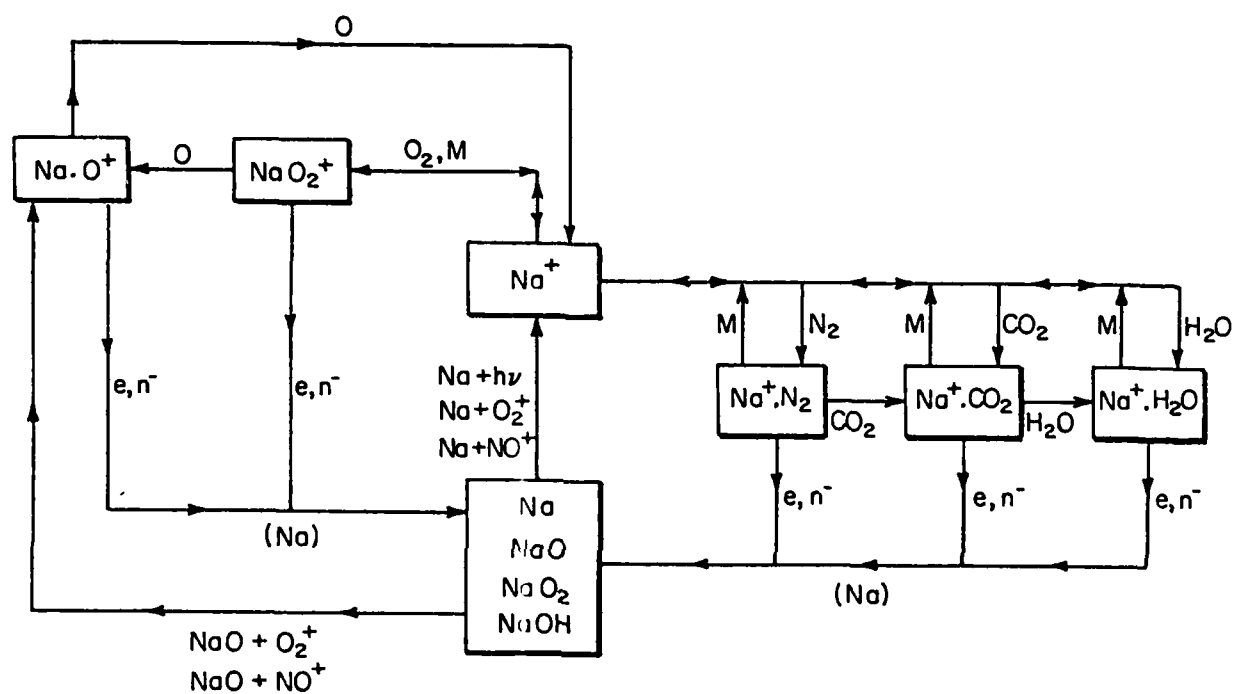 O
Na.O⁺
O
NaO₂⁺
O₂,M
Na⁺
M
N₂
M
CO₂
M
H₂O
Na⁺.N₂
CO₂
Na⁺.CO₂
H₂O
Na⁺.H₂O
e,n⁻
e,n⁻
Na+hν
Na+O₂⁺
Na+NO⁺
e,n⁻
e,n⁻
e,n⁻
(Na)
Na
NaO
NaO₂
NaOH
(Na)
NaO + O₂⁺
NaO + NO⁺